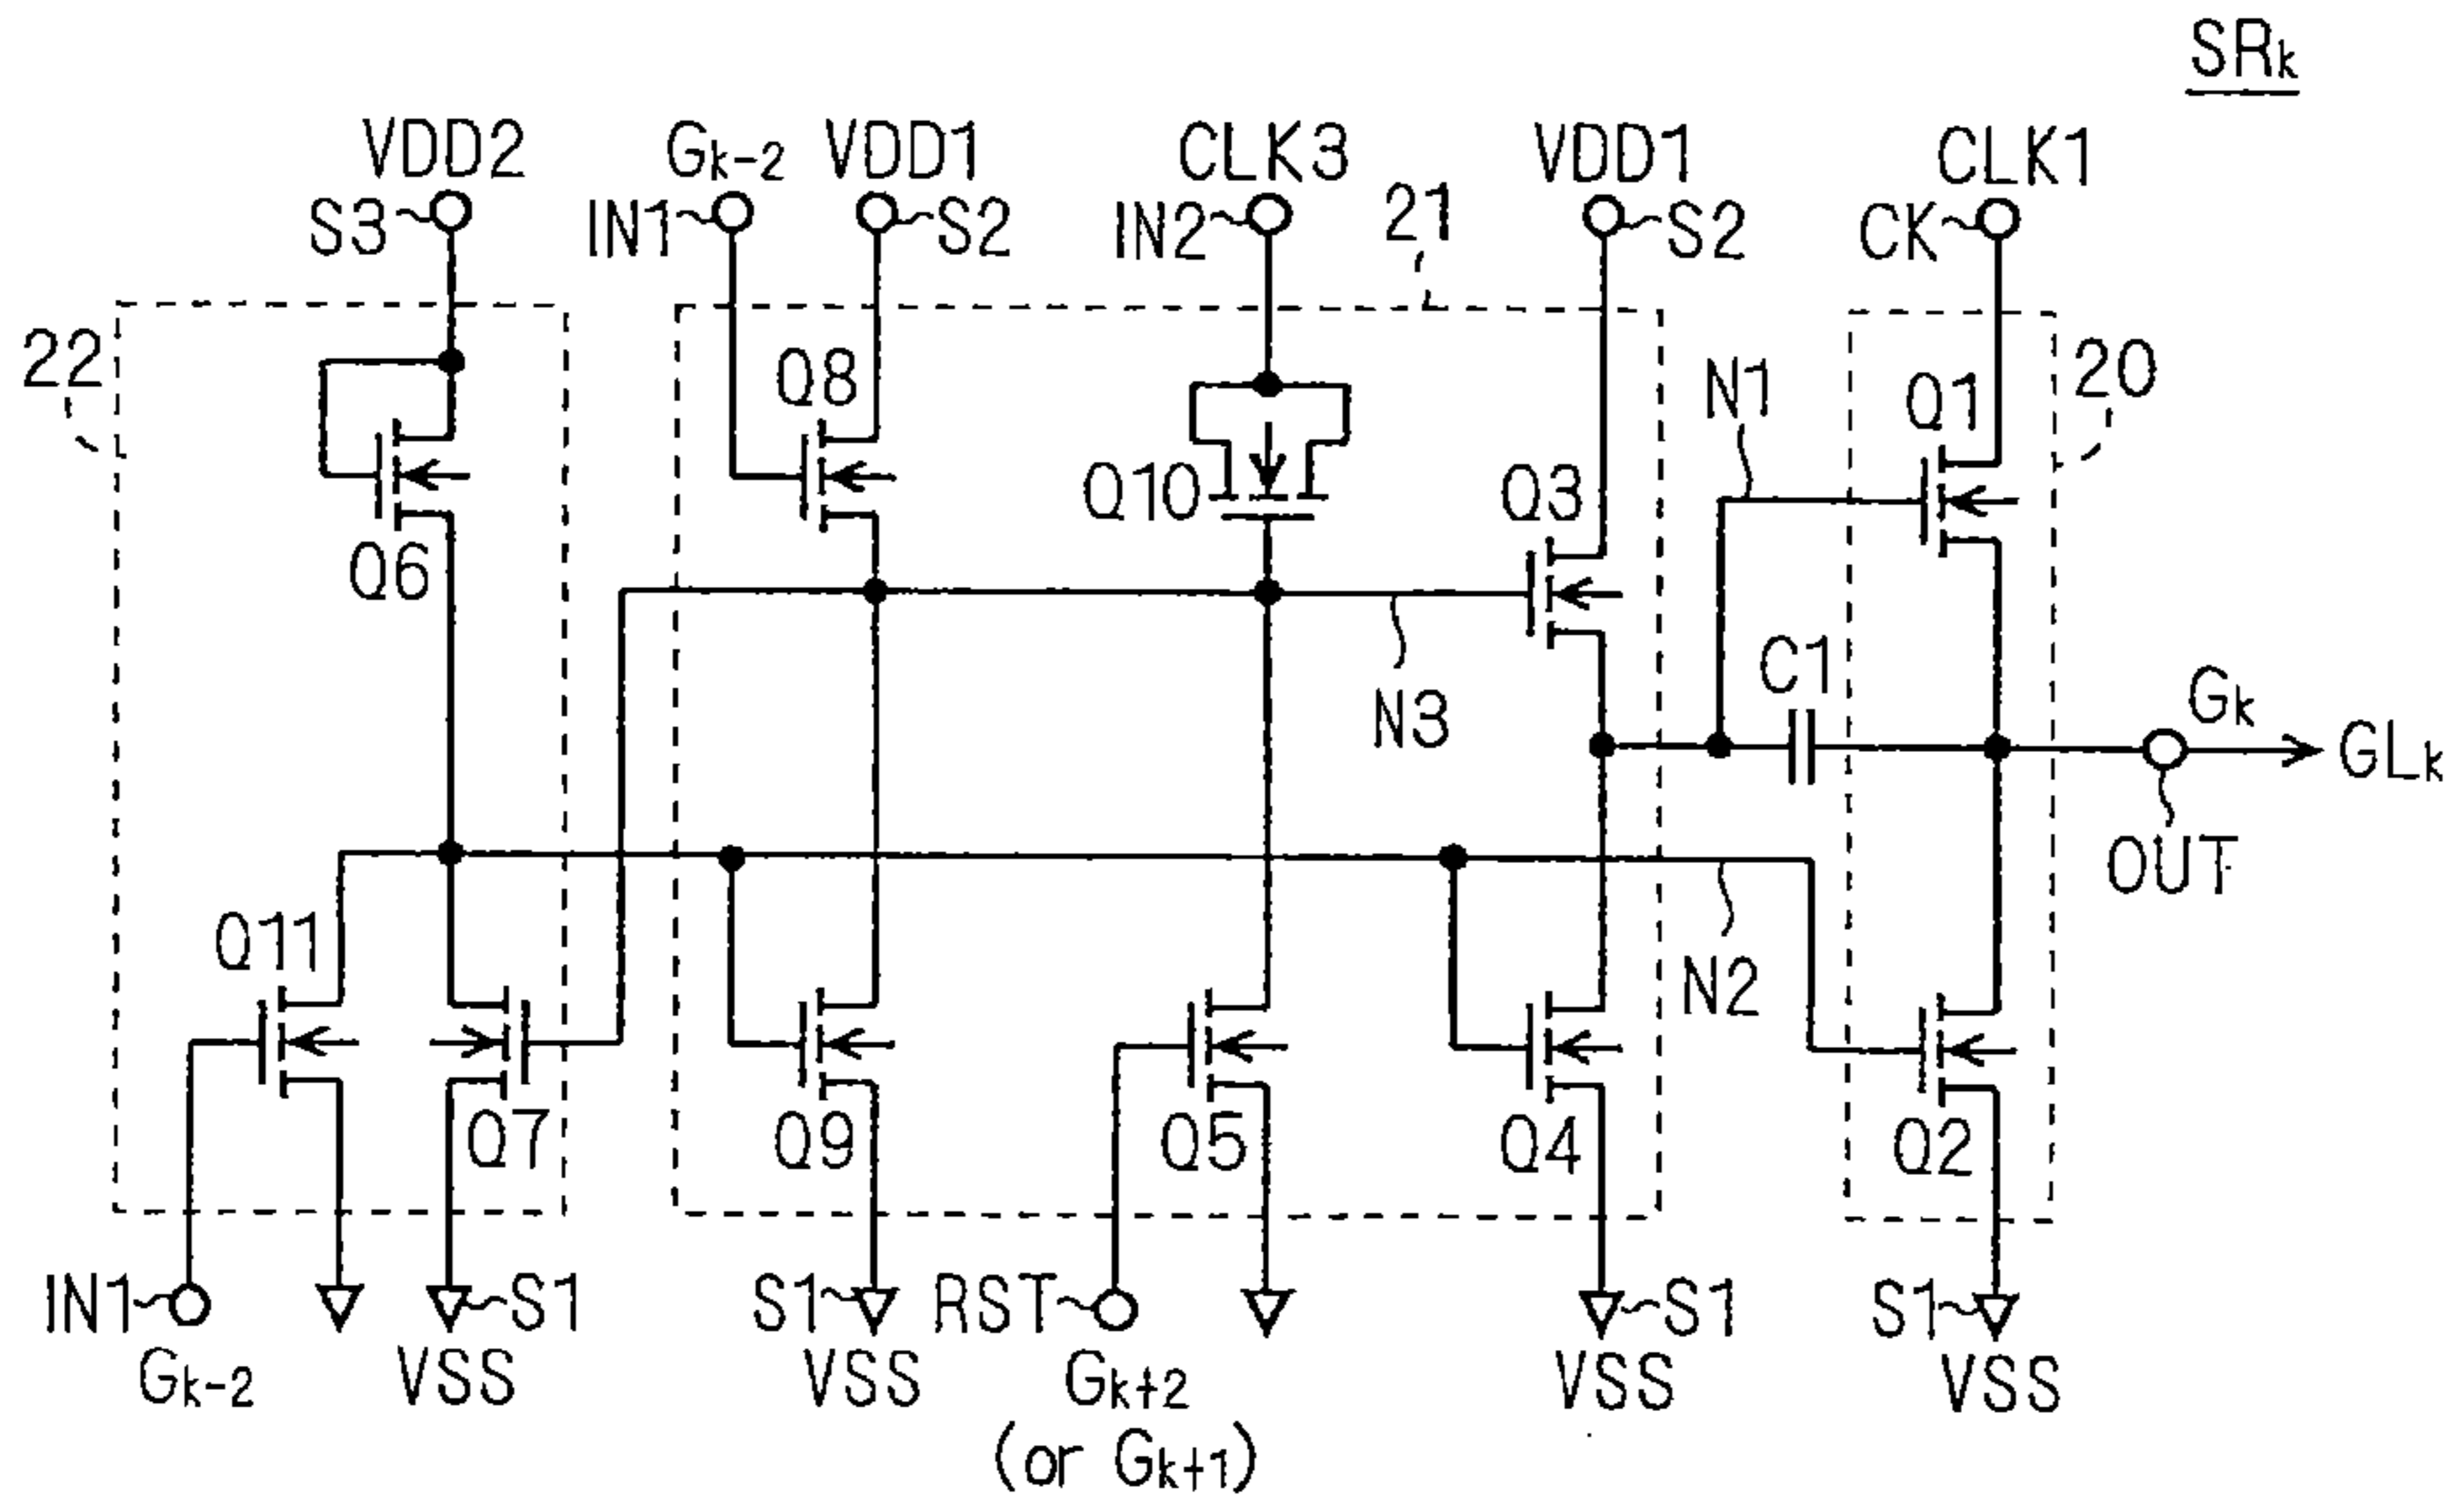 SRk
VDD2
Gk-2
VDD1
CLK3
VDD1
CLK1
S3
IN1
S2
IN2
21
S2
CK
22
Q8
N1
Q1
20
Q10
Q3
Q6
C1
Gk
N3
GLk
OUT
Q11
N2
Q7
Q9
Q5
Q4
Q2
IN1
S1
S1
RST
S1
S1
Gk-2
VSS
VSS
Gk+2
VSS
VSS
(or Gk+1)